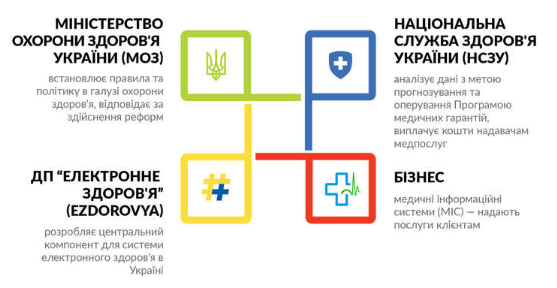 МІНІСТЕРСТВО
ОХОРОНИ ЗДОРОВ'Я
УКРАЇНИ (МОЗ)
встановлює правила та
політику в галузі охорони
здоров'я, відповідає за
здійснення реформ
НАЦІОНАЛЬНА
СЛУЖБА ЗДОРОВ'Я
УКРАЇНИ (НСЗУ)
аналізує дані з метою
прогнозування та
оперування Програмою
медичних гарантій,
виплачує кошти надавачам
медпослуг
ДП “ЕЛЕКТРОННЕ
ЗДОРОВ'Я”
(EZDOROVYA)
розробляє центральний
компонент для системи
електронного здоров'я в
Україні
БІЗНЕС
медичні інформаційні
системи (МІС) — надають
послуги клієнтам